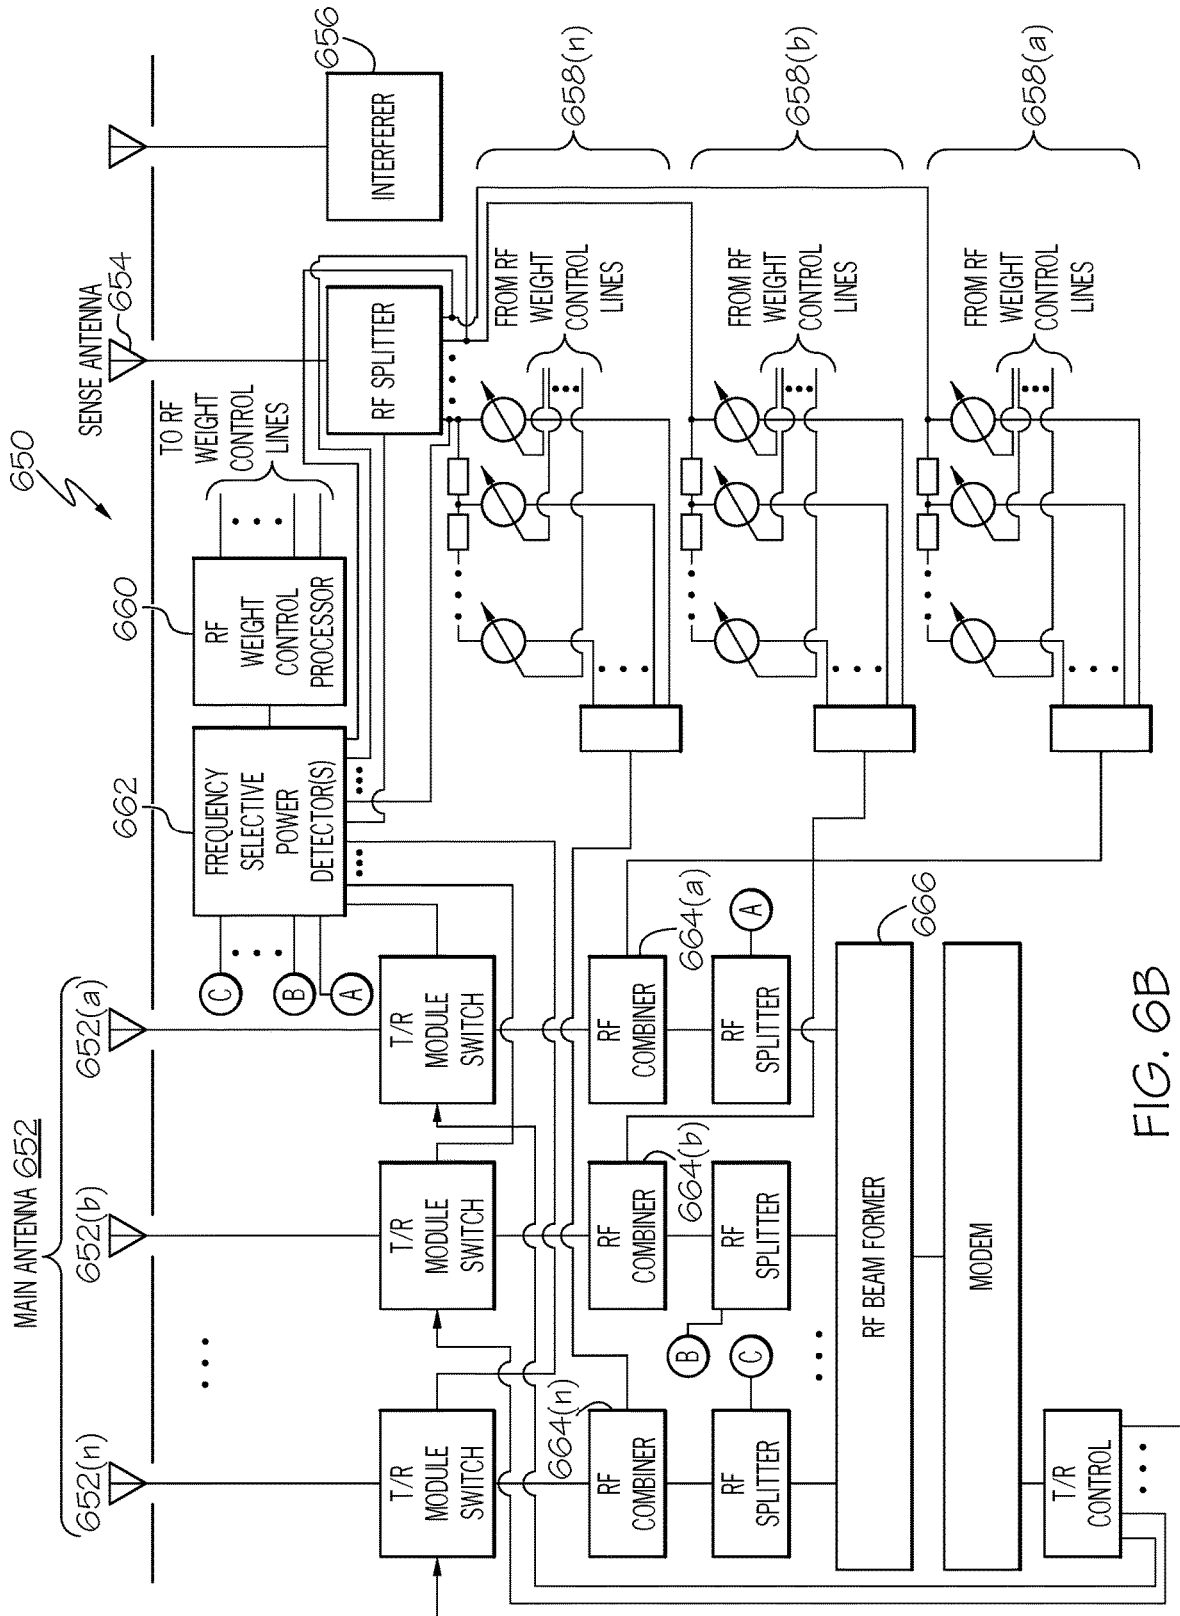 650
MAIN ANTENNA 652
652(n)
652(b)
652(a)
SENSE ANTENNA
654
656
662
660
C
B
A
FREQUENCY
SELECTIVE
POWER
DETECTOR(S)
RF
WEIGHT
CONTROL
PROCESSOR
TO RF
WEIGHT
CONTROL
LINES
RF SPLITTER
INTERFERER
T/R
MODULE
SWITCH
T/R
MODULE
SWITCH
T/R
MODULE
SWITCH
FROM RF
WEIGHT
CONTROL
LINES
658(n)
664(n)
RF
COMBINER
RF
COMBINER
664(b)
RF
COMBINER
664(a)
RF
SPLITTER
C
B
RF
SPLITTER
RF
SPLITTER
A
FROM RF
WEIGHT
CONTROL
LINES
658(b)
RF BEAM FORMER
666
MODEM
FROM RF
WEIGHT
CONTROL
LINES
658(a)
T/R
CONTROL
FIG. 6B